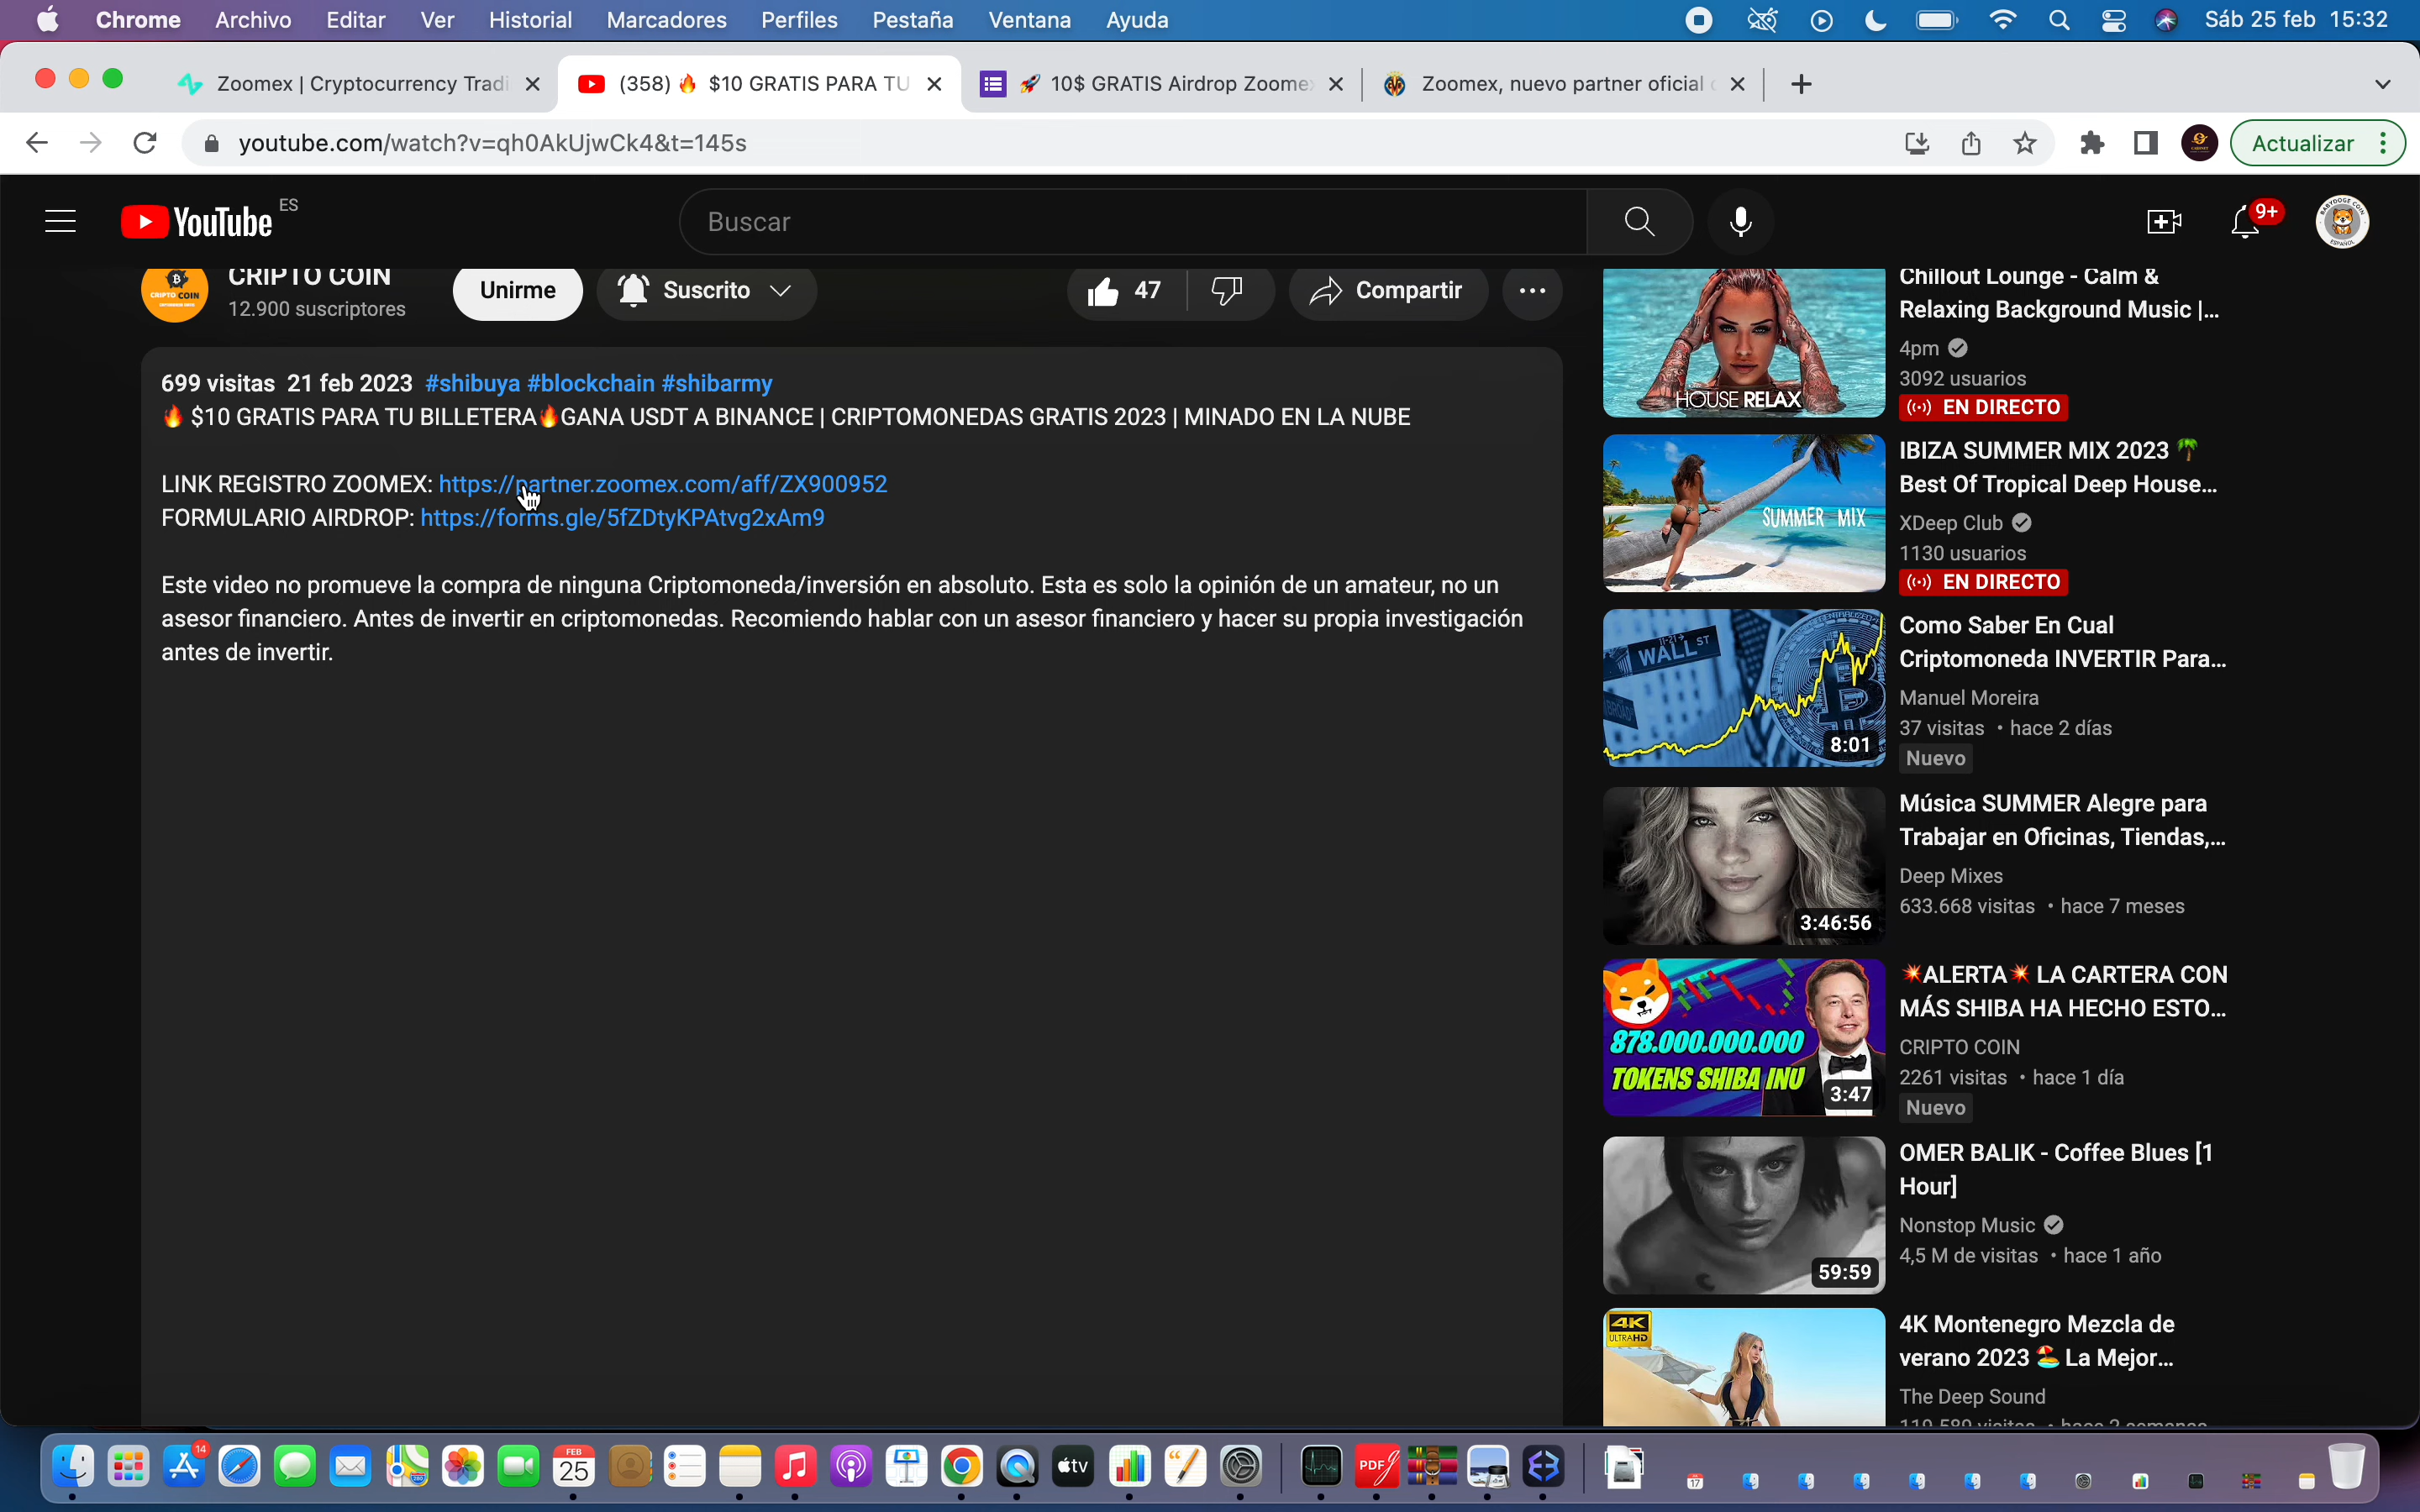 Chrome Archivo Editar Ver Historial Marcadores Perfiles Pestaña Ventana Ayuda Sáb 25 feb 15:32
Zoomex | Cryptocurrency Tradi
(358) 🔥 $10 GRATIS PARA TU
🚀 10$ GRATIS Airdrop Zoomex
Zoomex, nuevo partner oficial
youtube.com/watch?v=qh0AkUjwCk4&t=145s
Actualizar
YouTube ES
Buscar
9+
CRIPTO COIN
12.900 suscriptores
Unirme
Suscrito
47
Compartir
699 visitas 21 feb 2023 #shibuya #blockchain #shibarmy
🔥 $10 GRATIS PARA TU BILLETERA🔥GANA USDT A BINANCE | CRIPTOMONEDAS GRATIS 2023 | MINADO EN LA NUBE
LINK REGISTRO ZOOMEX: https://partner.zoomex.com/aff/ZX900952
FORMULARIO AIRDROP: https://forms.gle/5fZDtyKPAtvg2xAm9
Este video no promueve la compra de ninguna Criptomoneda/inversión en absoluto. Esta es solo la opinión de un amateur, no un
asesor financiero. Antes de invertir en criptomonedas. Recomiendo hablar con un asesor financiero y hacer su propia investigación
antes de invertir.
HOUSE RELAX
Chillout Lounge - Calm &
Relaxing Background Music |...
4pm
3092 usuarios
EN DIRECTO
SUMMER MIX
IBIZA SUMMER MIX 2023 🌴
Best Of Tropical Deep House...
XDeep Club
1130 usuarios
EN DIRECTO
WALL ST
8:01
Como Saber En Cual
Criptomoneda INVERTIR Para...
Manuel Moreira
37 visitas • hace 2 días
Nuevo
3:46:56
Música SUMMER Alegre para
Trabajar en Oficinas, Tiendas,...
Deep Mixes
633.668 visitas • hace 7 meses
878.000.000.000
TOKENS SHIBA INU
3:47
💥ALERTA💥 LA CARTERA CON
MÁS SHIBA HA HECHO ESTO...
CRIPTO COIN
2261 visitas • hace 1 día
Nuevo
59:59
OMER BALIK - Coffee Blues [1
Hour]
Nonstop Music
4,5 M de visitas • hace 1 año
4K
ULTRA HD
4K Montenegro Mezcla de
verano 2023 🏖 La Mejor...
The Deep Sound
14
FEB
25
tv
PDF
17